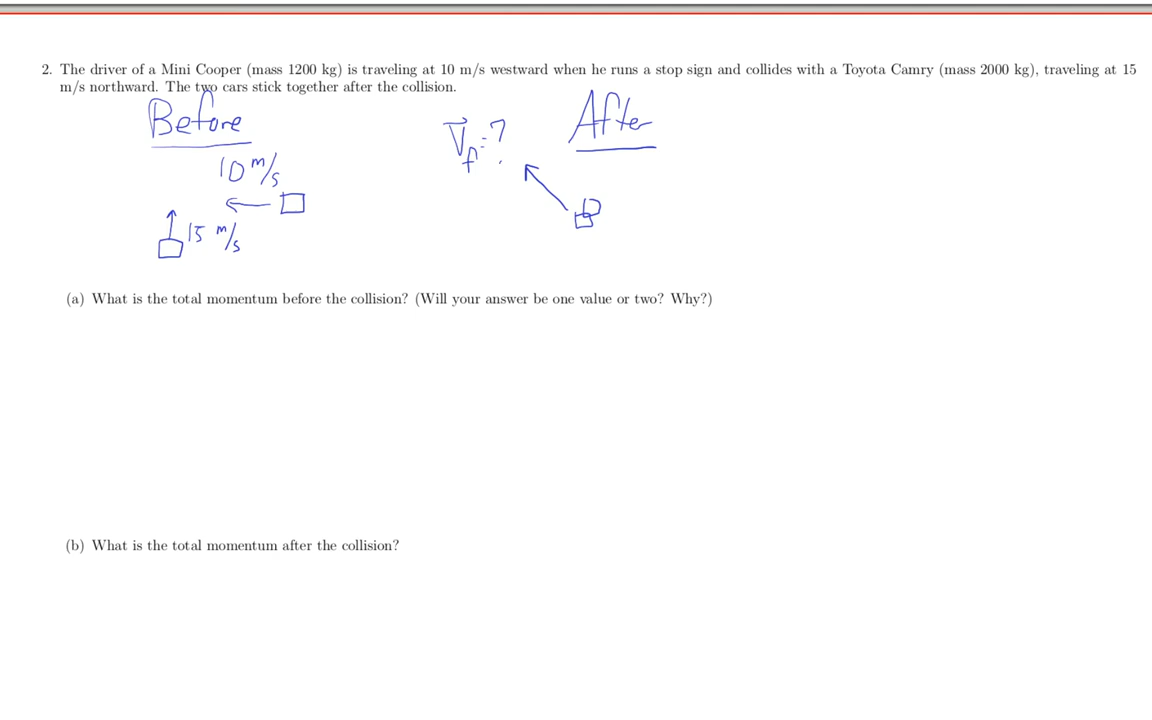 2. The driver of a Mini Cooper (mass 1200 kg) is traveling at 10 m/s westward when he runs a stop sign and collides with a Toyota Camry (mass 2000 kg), traveling at 15
m/s northward. The two cars stick together after the collision.
Before
After
V⃗f=?
10 m/s
15 m/s
(a) What is the total momentum before the collision? (Will your answer be one value or two? Why?)
(b) What is the total momentum after the collision?